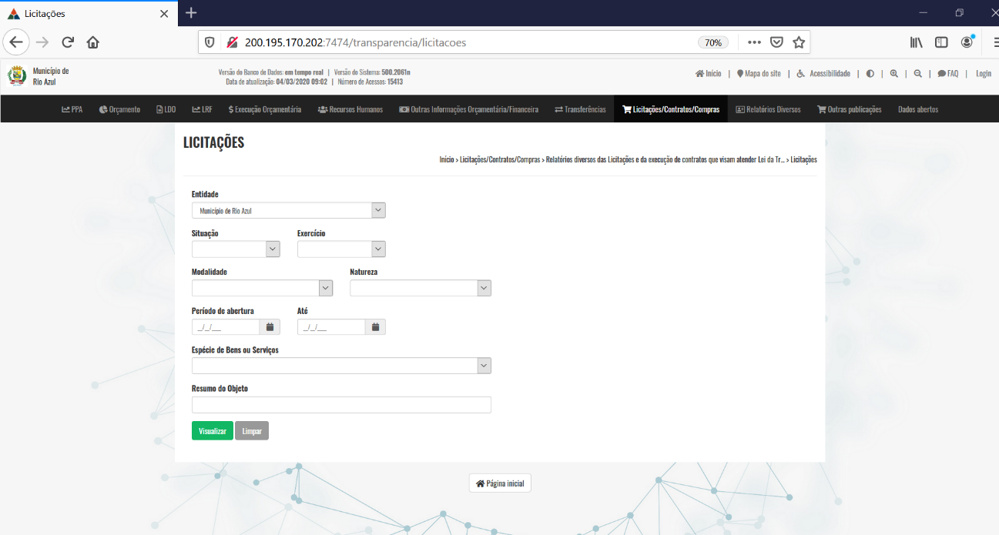 Licitações
200.195.170.202:7474/transparencia/licitacoes
70%
Município de
Rio Azul
Versão do Banco de Dados: em tempo real | Versão do Sistema: 500.2061n
Data de atualização: 04/03/2020 09:02 | Número de Acessos: 15413
Início | Mapa do site | Acessibilidade | | | | FAQ | Login
PPA Orçamento LDO LRF $ Execução Orçamentária Recursos Humanos Outras Informações Orçamentária/Financeira Transferências Licitações/Contratos/Compras Relatórios Diversos Outras publicações Dados abertos
LICITAÇÕES
Início > Licitações/Contratos/Compras > Relatórios diversos das Licitações e da execução de contratos que visam atender Lei da Tr... > Licitações
Entidade
Município de Rio Azul
Situação Exercício
Modalidade Natureza
Período de abertura Até
_/_/__ _/_/__
Espécie de Bens ou Serviços
Resumo do Objeto
Visualizar Limpar
Página inicial